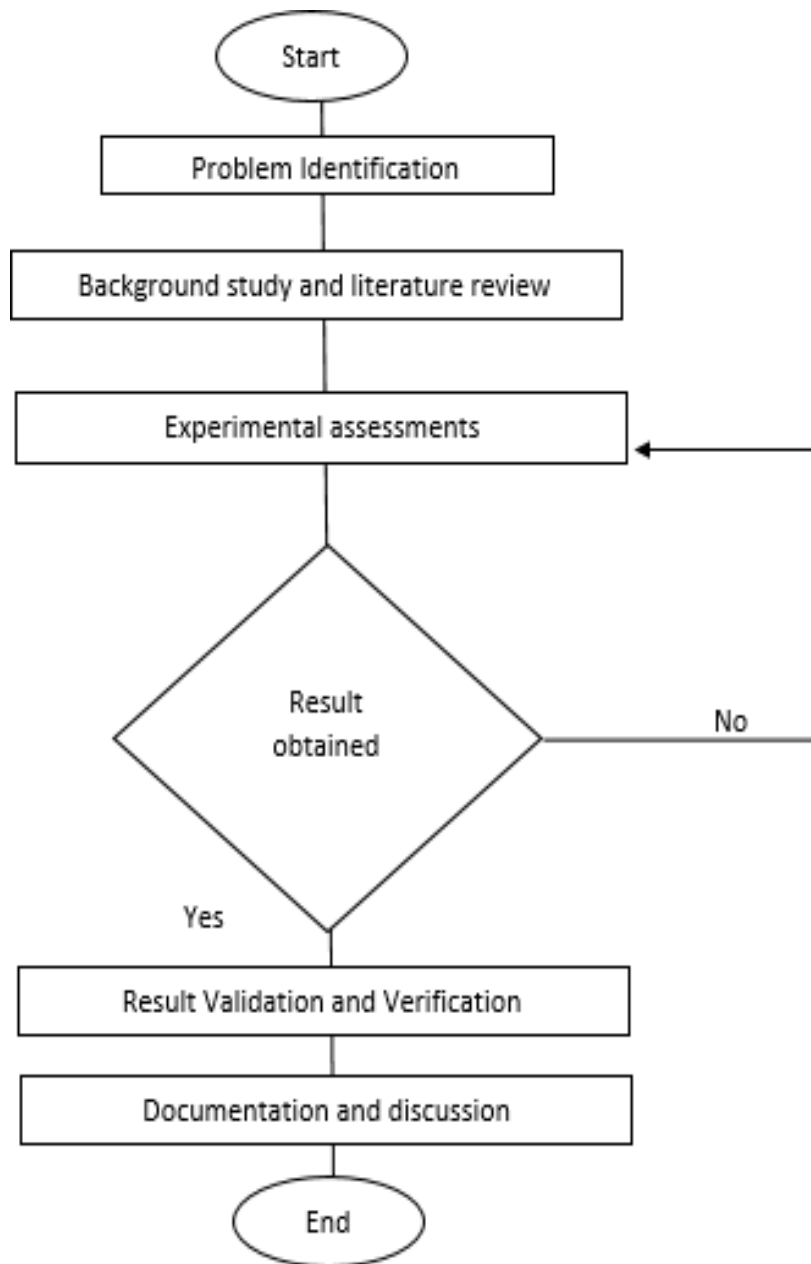 Start
Problem Identification
Background study and literature review
Experimental assessments
Result
obtained
No
Yes
Result Validation and Verification
Documentation and discussion
End